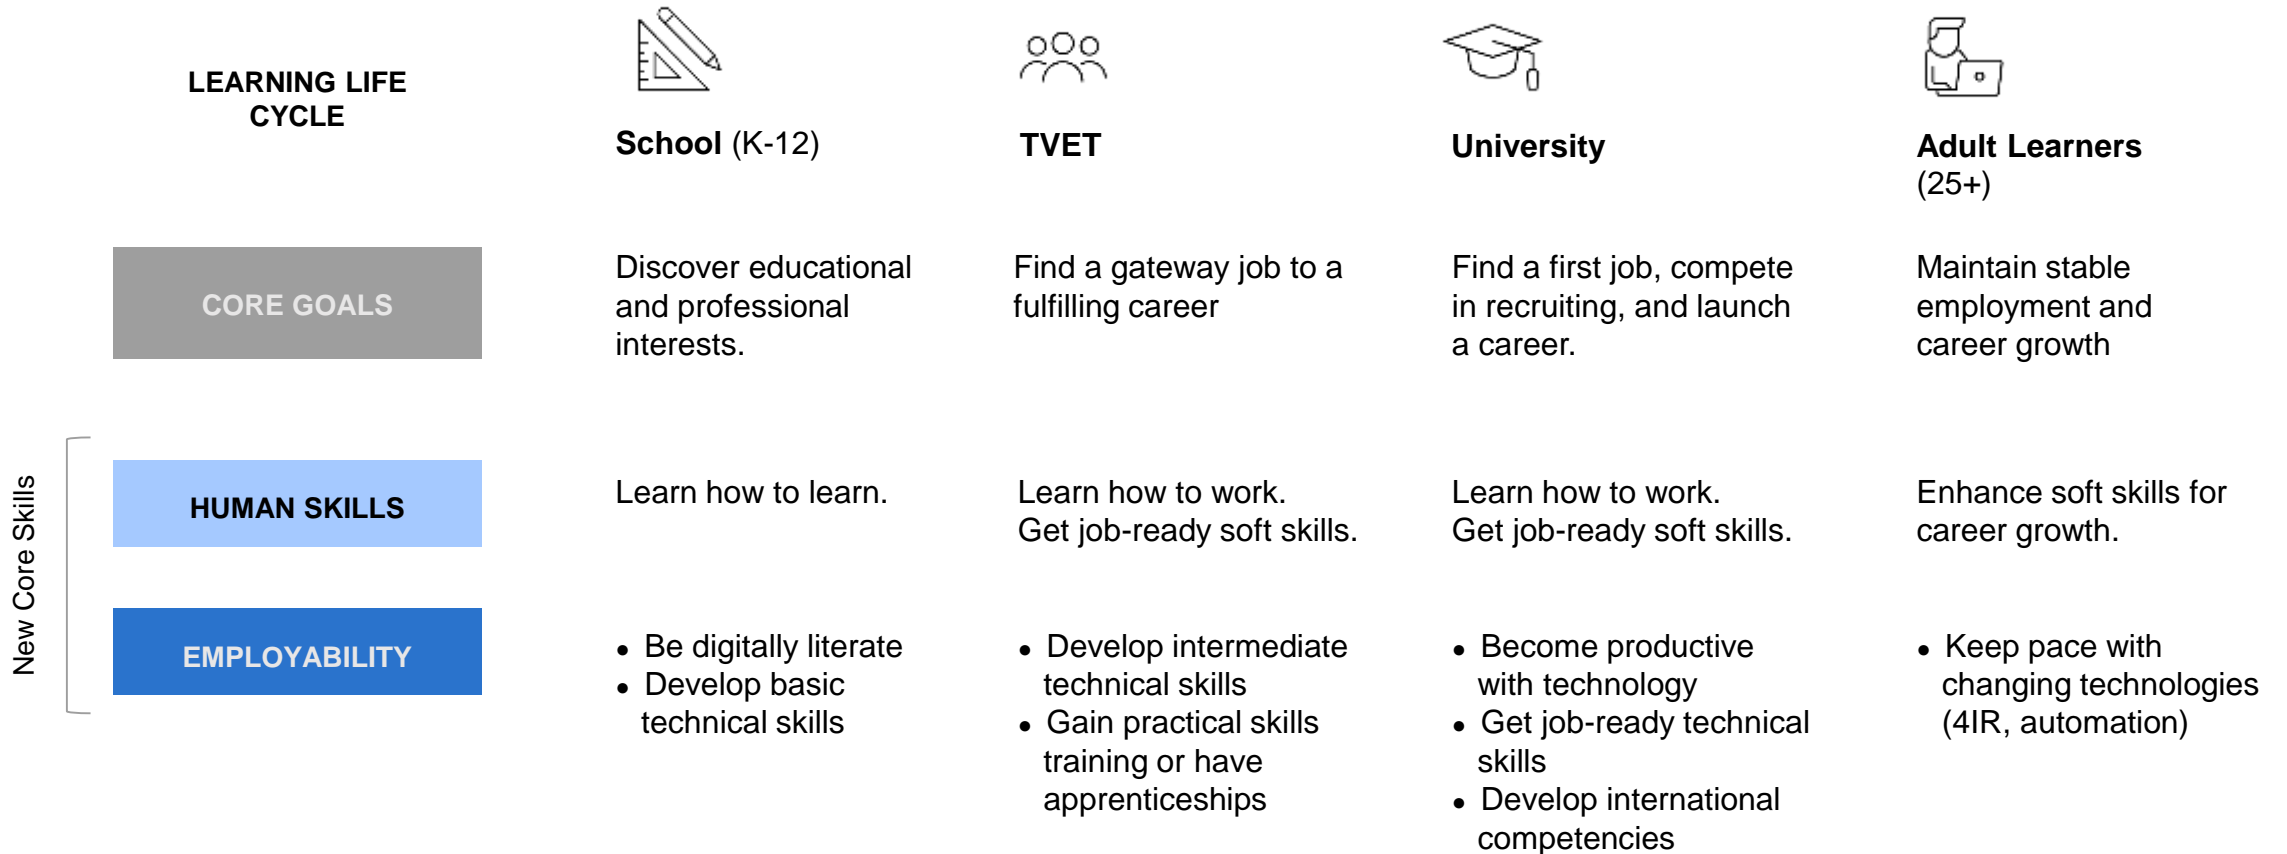 LEARNING LIFE
CYCLE
School (K-12)
TVET
University
Adult Learners
(25+)
CORE GOALS
Discover educational
and professional
interests.
Find a gateway job to a
fulfilling career
Find a first job, compete
in recruiting, and launch
a career.
Maintain stable
employment and
career growth
New Core Skills
HUMAN SKILLS
Learn how to learn.
Learn how to work.
Get job-ready soft skills.
Learn how to work.
Get job-ready soft skills.
Enhance soft skills for
career growth.
EMPLOYABILITY
• Be digitally literate
• Develop basic
technical skills
• Develop intermediate
technical skills
• Gain practical skills
training or have
apprenticeships
• Become productive
with technology
• Get job-ready technical
skills
• Develop international
competencies
• Keep pace with
changing technologies
(4IR, automation)